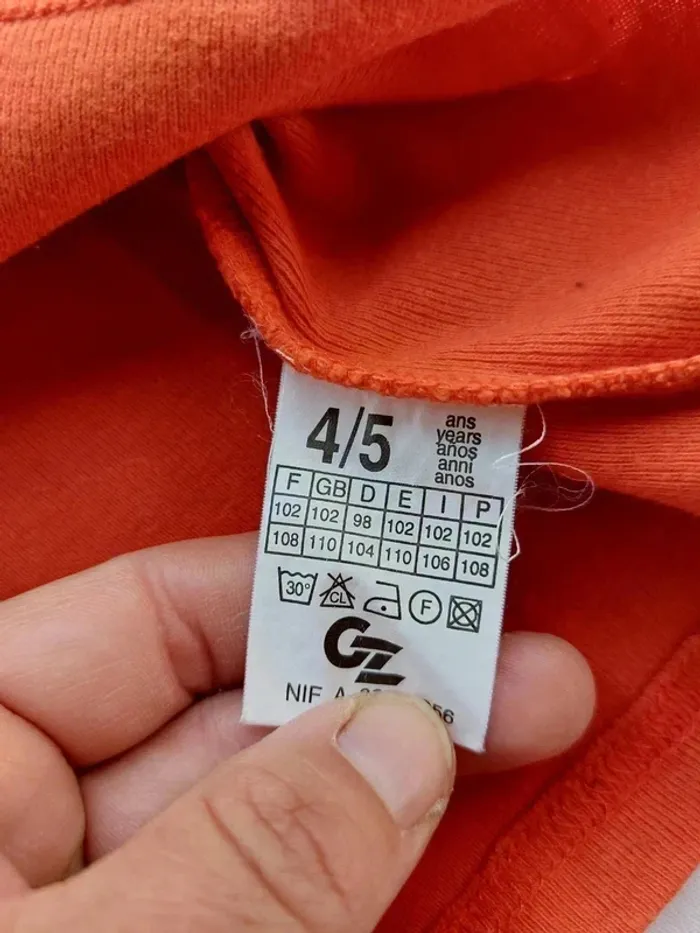 4/5
ans
years
años
anni
anos
F GB D E I P
102 102 98 102 102 102
108 110 104 110 106 108
30° CL F
GZ
NIF A 56